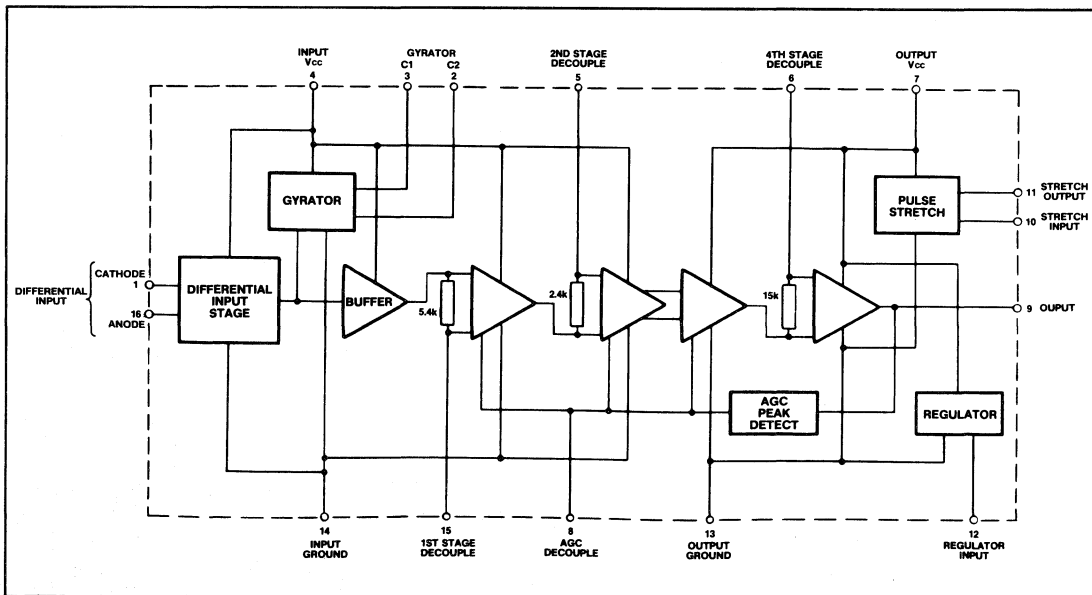 INPUT
Vcc
4
GYRATOR
C1 C2
3 2
2ND STAGE
DECOUPLE
5
4TH STAGE
DECOUPLE
6
OUTPUT
Vcc
7
GYRATOR
PULSE
STRETCH
11 STRETCH
OUTPUT
10 STRETCH
INPUT
DIFFERENTIAL
INPUT
CATHODE
1
16
ANODE
DIFFERENTIAL
INPUT
STAGE
BUFFER
5.4k
2.4k
15k
9 OUPUT
AGC
PEAK
DETECT
REGULATOR
14
INPUT
GROUND
15
1ST STAGE
DECOUPLE
8
AGC
DECOUPLE
13
OUTPUT
GROUND
12
REGULATOR
INPUT